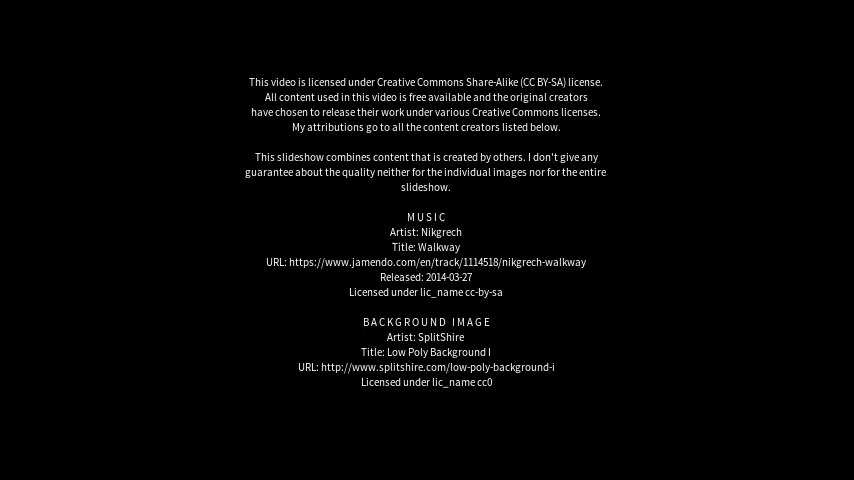 This video is licensed under Creative Commons Share-Alike (CC BY-SA) license.
All content used in this video is free available and the original creators
have chosen to release their work under various Creative Commons licenses.
My attributions go to all the content creators listed below.
This slideshow combines content that is created by others. I don't give any
guarantee about the quality neither for the individual images nor for the entire
slideshow.
MUSIC
Artist: Nikgrech
Title: Walkway
URL: https://www.jamendo.com/en/track/1114518/nikgrech-walkway
Released: 2014-03-27
Licensed under lic_name cc-by-sa
BACKGROUND IMAGE
Artist: SplitShire
Title: Low Poly Background I
URL: http://www.splitshire.com/low-poly-background-i
Licensed under lic_name cc0